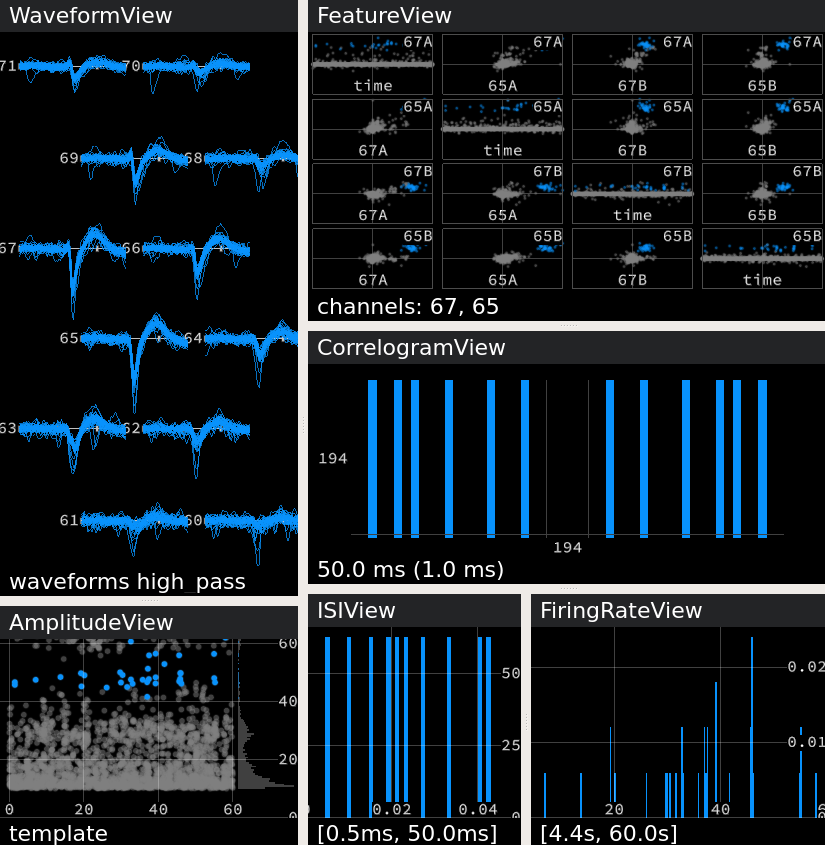 WaveformView
71 70
69 68
67 66
65 64
63 62
61 60
waveforms high_pass
AmplitudeView
60
40
20
0
0 20 40 60
template
FeatureView
67A 67A 67A 67A
time 65A 67B 65B
65A 65A 65A 65A
67A time 67B 65B
67B 67B 67B 67B
67A 65A time 65B
65B 65B 65B 65B
67A 65A 67B time
channels: 67, 65
CorrelogramView
194
194
50.0 ms (1.0 ms)
ISIView
50
25
0.02 0.04
[0.5ms, 50.0ms]
FiringRateView
0.02
0.01
20 40
[4.4s, 60.0s]